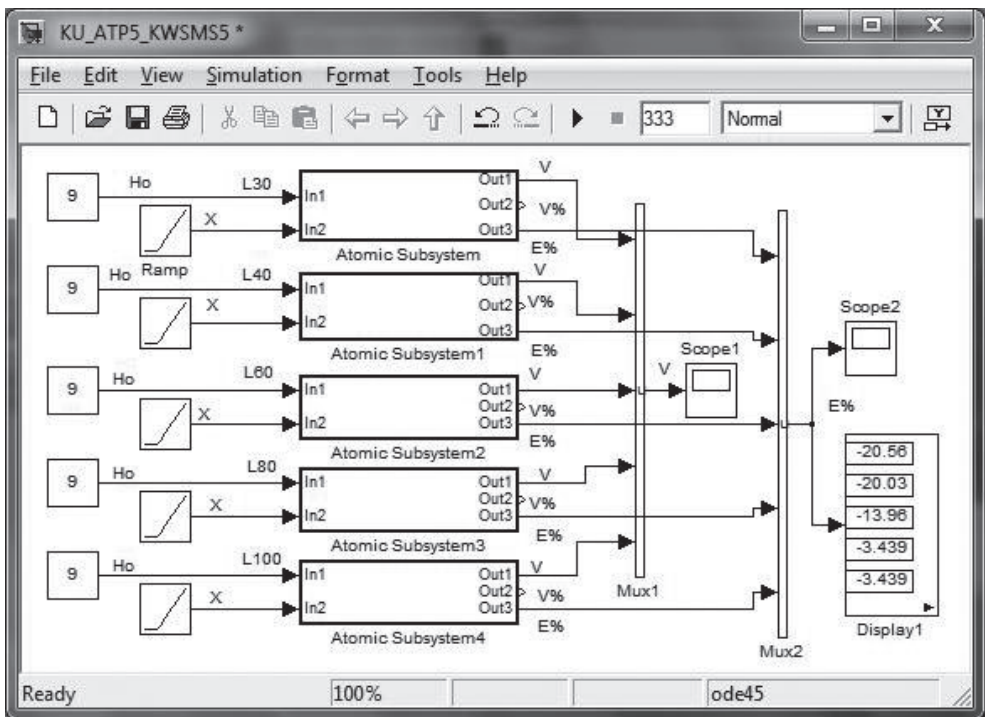 KU_ATP5_KWSMS5 *
File Edit View Simulation Format Tools Help
333 Normal
9 Ho L30 In1 In2 Out1 Out2 Out3 V V% E%
X
Ramp
Atomic Subsystem
9 Ho L40 In1 In2 Out1 Out2 Out3 V V% E%
X
Atomic Subsystem1
9 Ho L60 In1 In2 Out1 Out2 Out3 V V% E%
X
Atomic Subsystem2
9 Ho L80 In1 In2 Out1 Out2 Out3 V V% E%
X
Atomic Subsystem3
9 Ho L100 In1 In2 Out1 Out2 Out3 V V% E%
X
Atomic Subsystem4
Mux1
V
Scope1
Mux2
Scope2
E%
-20.56
-20.03
-13.96
-3.439
-3.439
Display1
Ready 100% ode45